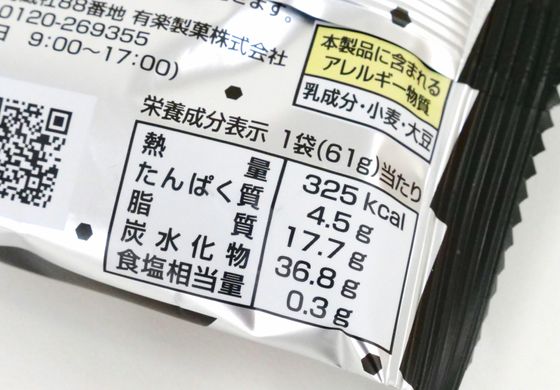 88番地 有楽製菓株式会社
0120-269355
9:00〜17:00)
本製品に含まれる
アレルギー物質
乳成分・小麦・大豆
栄養成分表示 1袋(61g)当たり
熱量 325 kcal
たんぱく質 4.5 g
脂質 17.7 g
炭水化物 36.8 g
食塩相当量 0.3 g